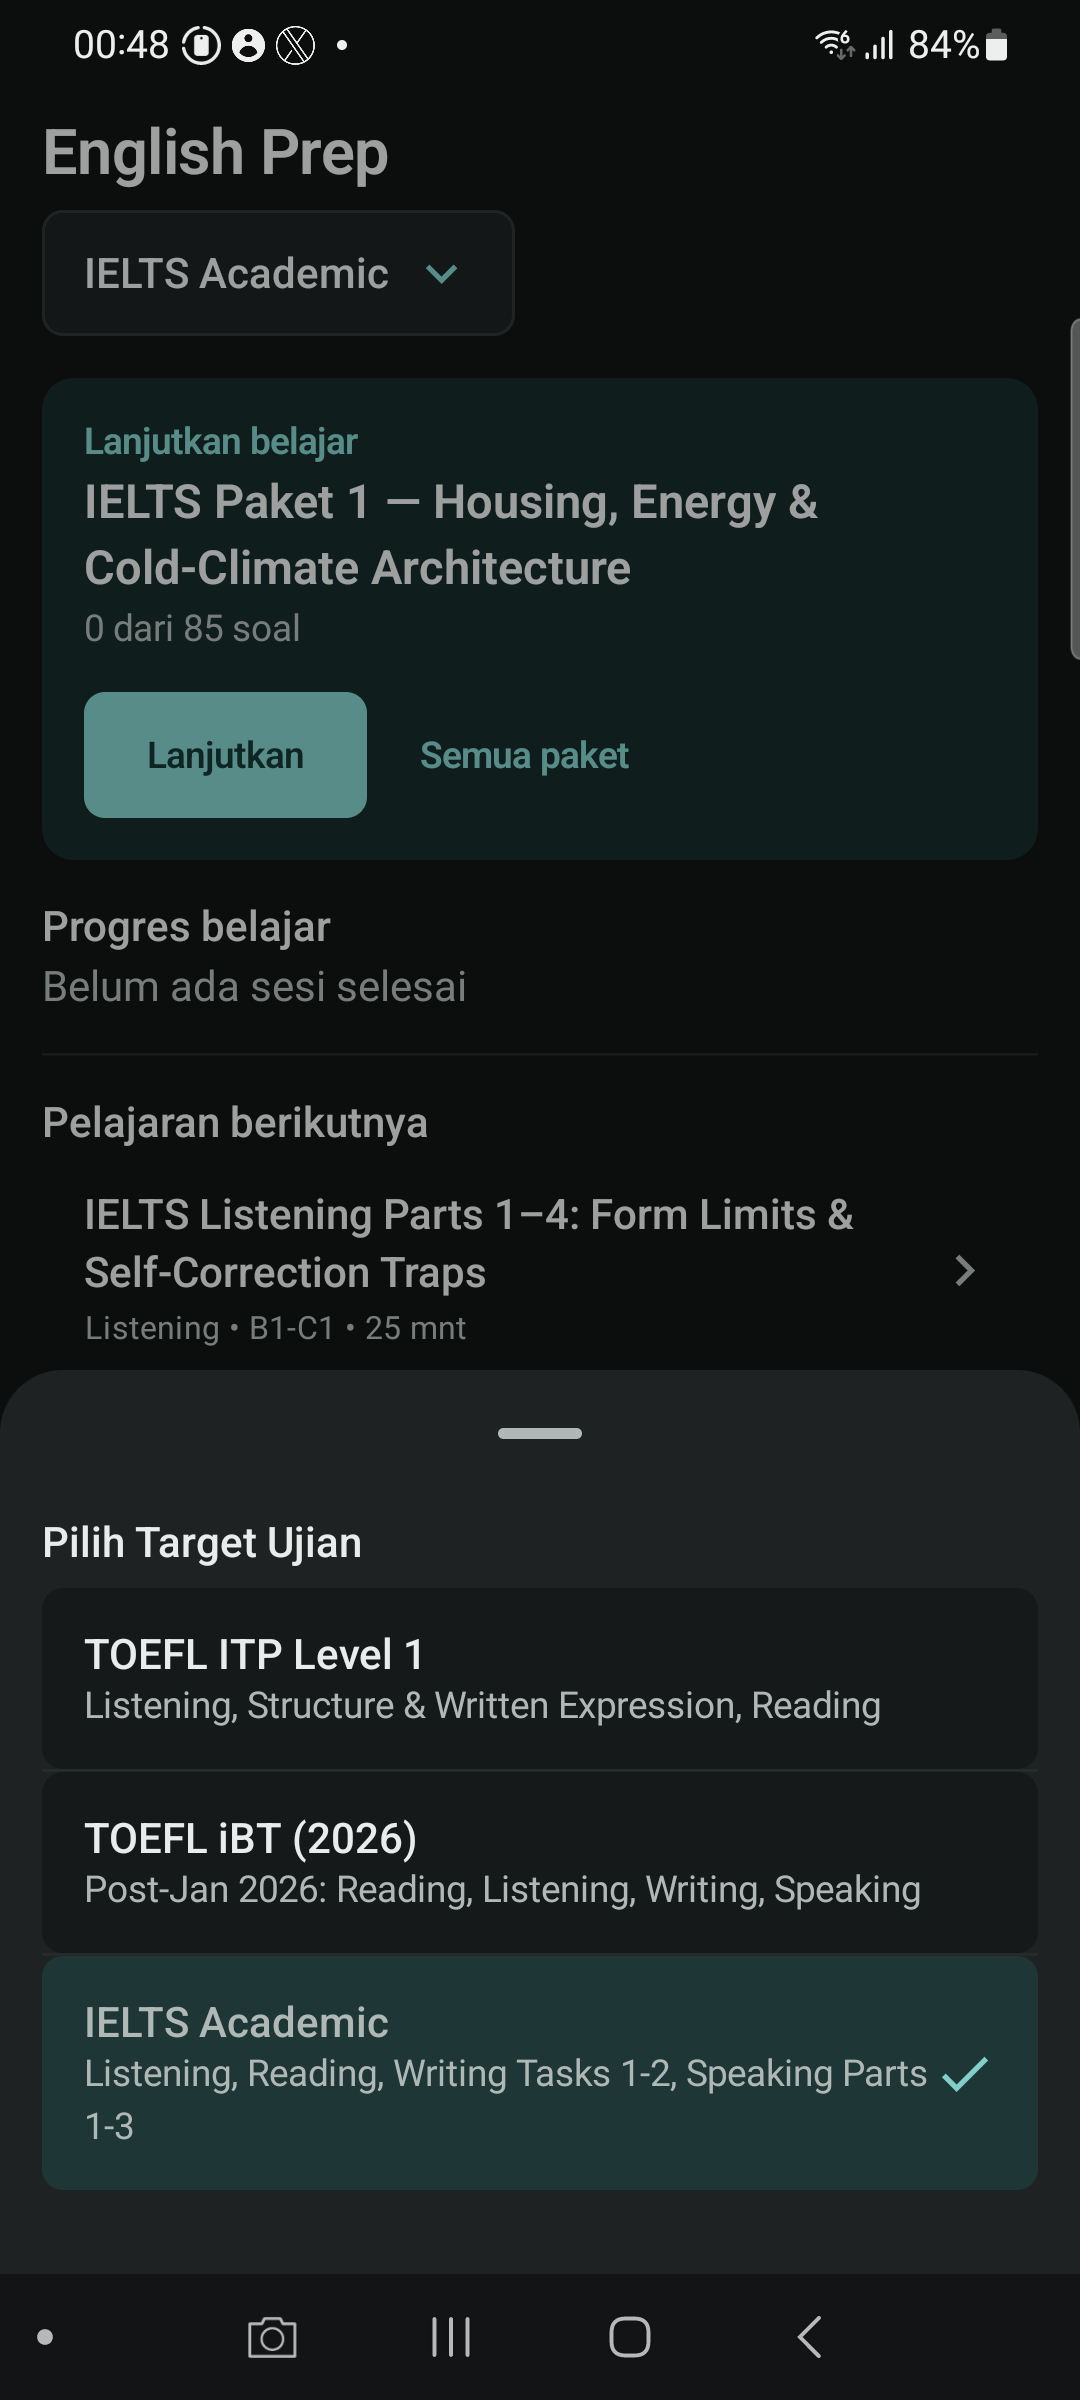 00:48
84%
English Prep
IELTS Academic
Lanjutkan belajar
IELTS Paket 1 — Housing, Energy &
Cold-Climate Architecture
0 dari 85 soal
Lanjutkan
Semua paket
Progres belajar
Belum ada sesi selesai
Pelajaran berikutnya
IELTS Listening Parts 1–4: Form Limits &
Self-Correction Traps
Listening • B1-C1 • 25 mnt
Pilih Target Ujian
TOEFL ITP Level 1
Listening, Structure & Written Expression, Reading
TOEFL iBT (2026)
Post-Jan 2026: Reading, Listening, Writing, Speaking
IELTS Academic
Listening, Reading, Writing Tasks 1-2, Speaking Parts
1-3